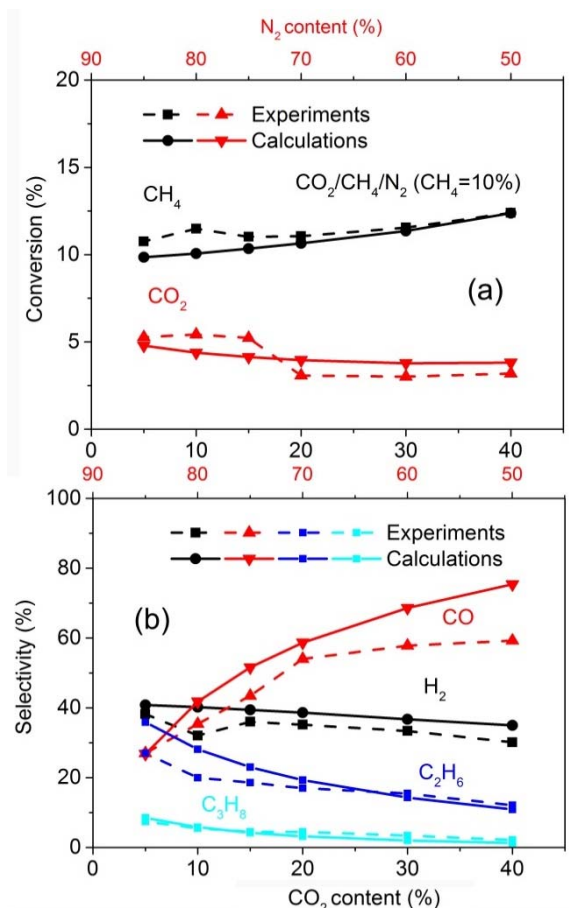 N₂ content (%)
90 80 70 60 50
20
15
10
5
0
Conversion (%)
Experiments
Calculations
CH₄
CO₂/CH₄/N₂ (CH₄=10%)
CO₂
(a)
0 10 20 30 40
90 80 70 60 50
100
80
60
40
20
0
Selectivity (%)
Experiments
Calculations
(b)
CO
H₂
C₂H₆
C₃H₈
0 10 20 30 40
CO₂ content (%)